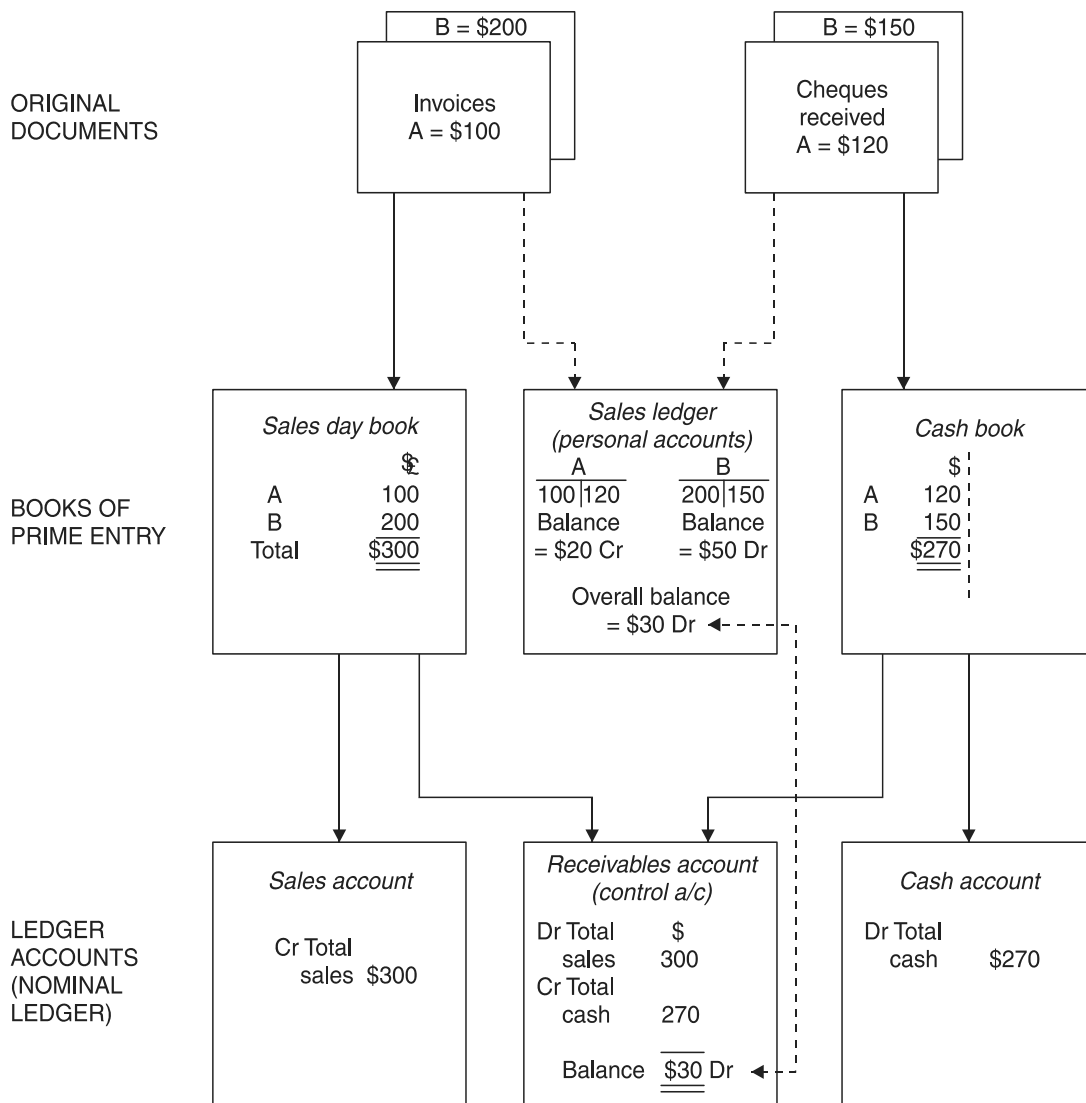 B = $200
B = $150
ORIGINAL
DOCUMENTS
Invoices
A = $100
Cheques
received
A = $120
BOOKS OF
PRIME ENTRY
Sales day book
$
£
A 100
B 200
Total $300
Sales ledger
(personal accounts)
A B
100 120 200 150
Balance Balance
= $20 Cr = $50 Dr
Overall balance
= $30 Dr
Cash book
$
A 120
B 150
$270
LEDGER
ACCOUNTS
(NOMINAL
LEDGER)
Sales account
Cr Total
sales $300
Receivables account
(control a/c)
Dr Total $
sales 300
Cr Total
cash 270
Balance $30 Dr
Cash account
Dr Total
cash $270